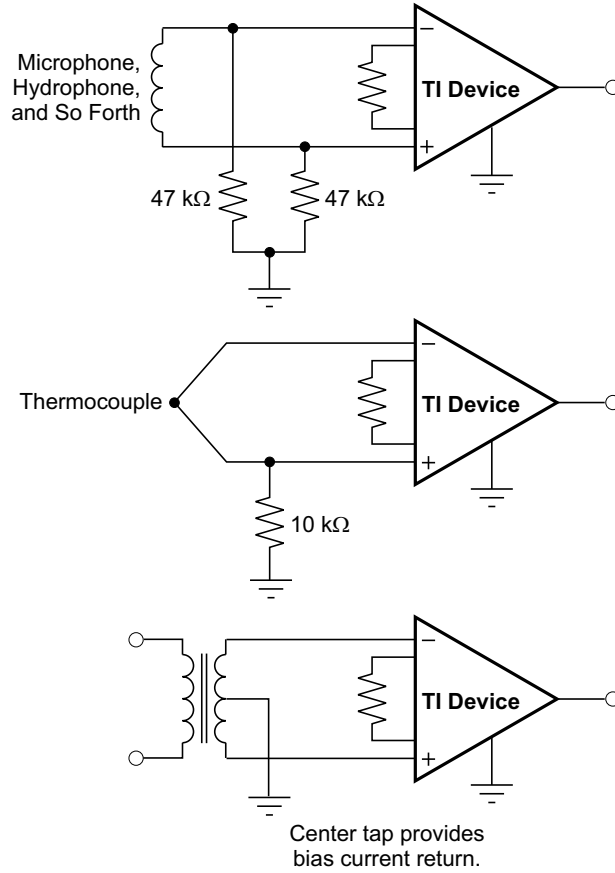 Microphone,
Hydrophone,
and So Forth
−
TI Device
+
47 kΩ
47 kΩ
−
Thermocouple
TI Device
+
10 kΩ
−
TI Device
+
Center tap provides
bias current return.